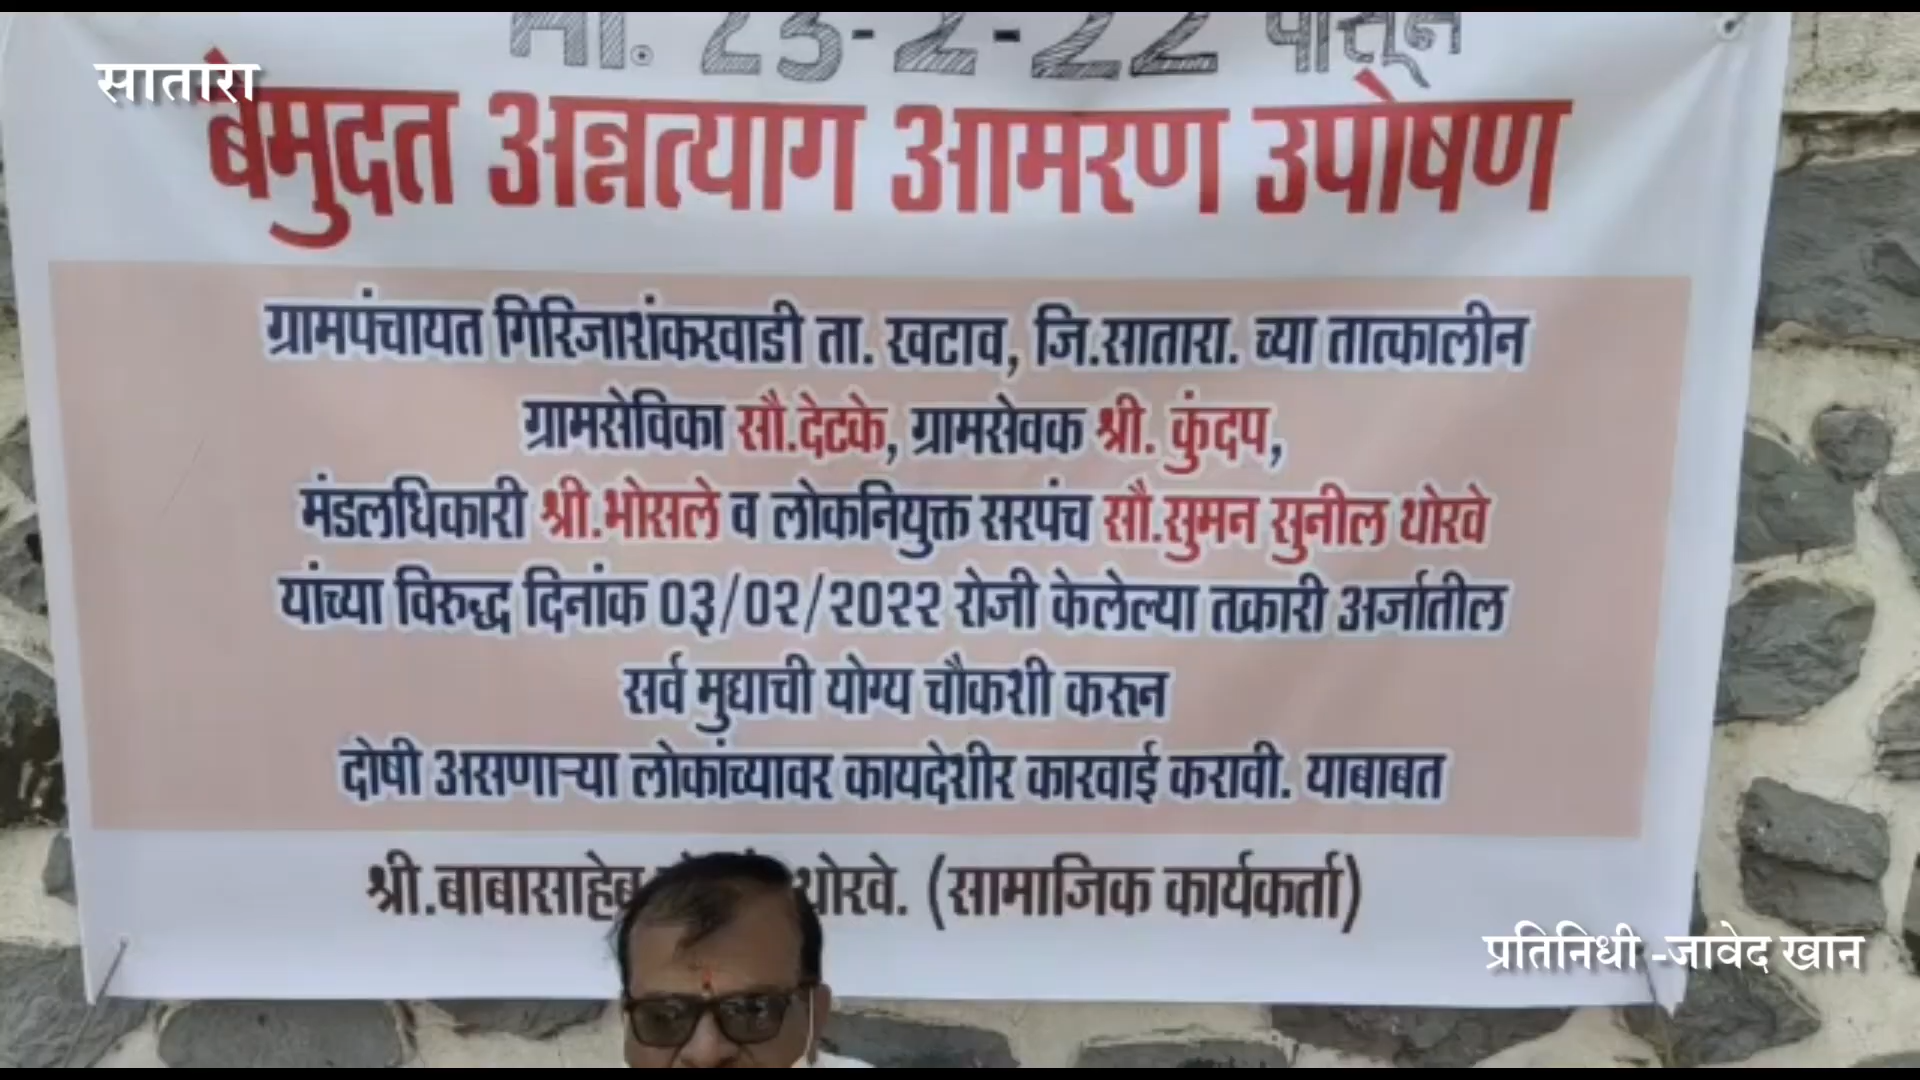 सातारा
23-2-22 पासून
बेमुदत अन्नत्याग आमरण उपोषण
ग्रामपंचायत गिरिजाशंकरवाडी ता. खटाव, जि.सातारा. च्या तात्कालीन
ग्रामसेविका सौ.देटके, ग्रामसेवक श्री. कुंदप,
मंडलधिकारी श्री.भोसले व लोकनियुक्त सरपंच सौ.सुमन सुनील थोरवे
यांच्या विरुद्ध दिनांक ०३/०२/२०२२ रोजी केलेल्या तक्रारी अर्जातील
सर्व मुद्याची योग्य चौकशी करून
दोषी असणाऱ्या लोकांच्यावर कायदेशीर कारवाई करावी. याबाबत
श्री.बाबासाहेब थोरवे. (सामाजिक कार्यकर्ता)
प्रतिनिधी -जावेद खान